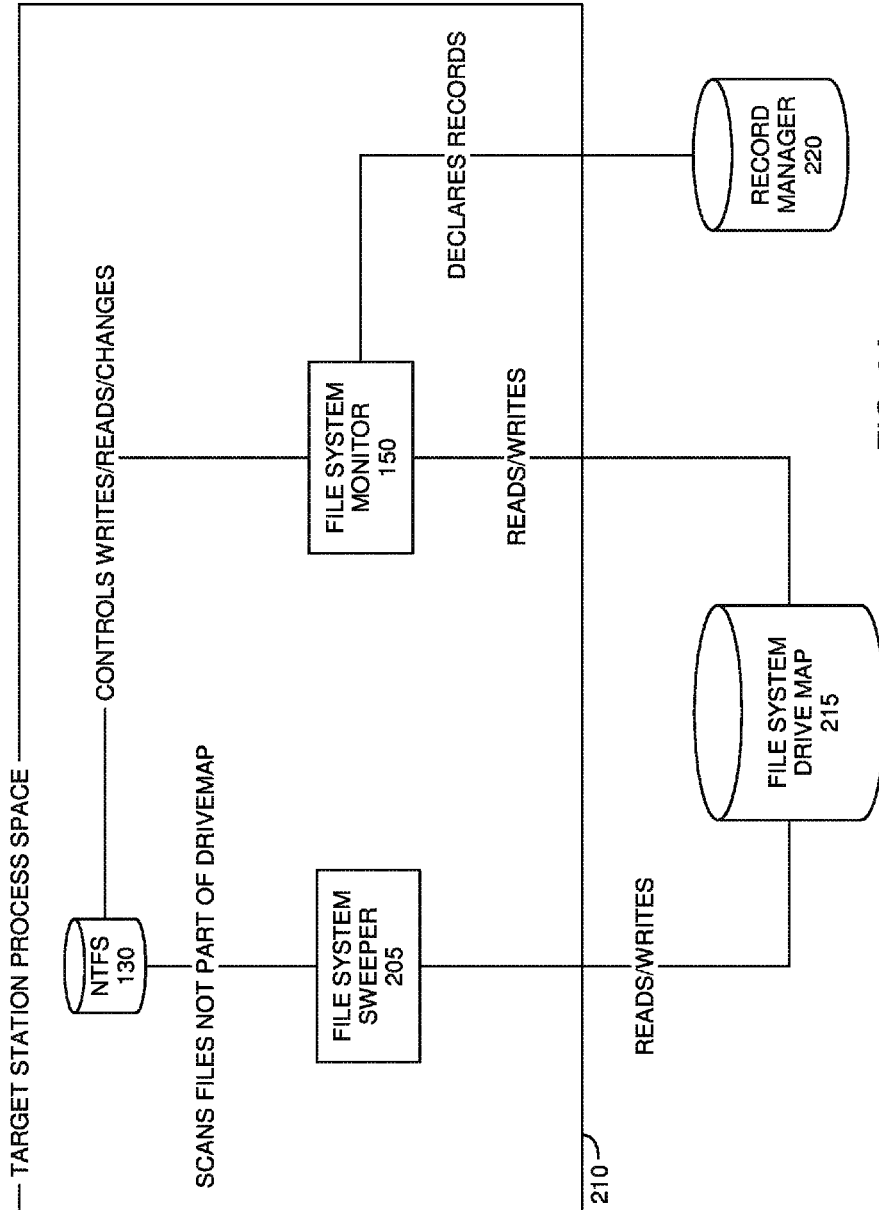 TARGET STATION PROCESS SPACE
NTFS
130
CONTROLS WRITES/READS/CHANGES
SCANS FILES NOT PART OF DRIVEMAP
FILE SYSTEM
SWEEPER
205
FILE SYSTEM
MONITOR
150
DECLARES RECORDS
READS/WRITES
READS/WRITES
210
FILE SYSTEM
DRIVE MAP
215
RECORD
MANAGER
220